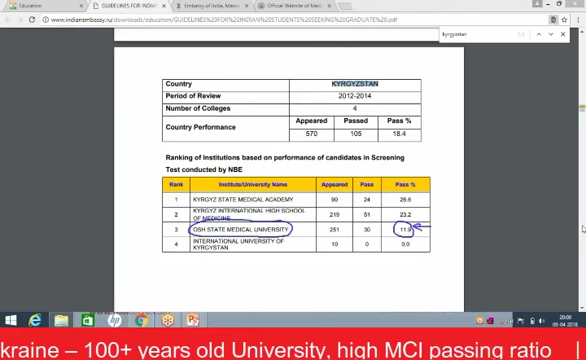 Education
GUIDELINES FOR INDIAN
Embassy of India,
Official Website of Medi
www.indianembassy.ru/downloads/education/GUIDELINES%20FOR%20INDIAN%20STUDENTS%20SEEKING%20GRADUATE%20.pdf
kyrgyzstan
1/1
Country KYRGYZSTAN
Period of Review 2012-2014
Number of Colleges 4
Country Performance Appeared Passed Pass %
570 105 18.4
Ranking of Institutions based on performance of candidates in Screening
Test conducted by NBE
Rank Institute/University Name Appeared Pass Pass %
1 KYRGYZ STATE MEDICAL ACADEMY 90 24 26.6
2 KYRGYZ INTERNATIONAL HIGH SCHOOL OF MEDICINE 219 51 23.2
3 OSH STATE MEDICAL UNIVERSITY 251 30 11.9
4 INTERNATIONAL UNIVERSITY OF KYRGYSTAN 10 0 0.0
20:00
09-04-2018
kraine – 100+ years old University, high MCI passing ratio